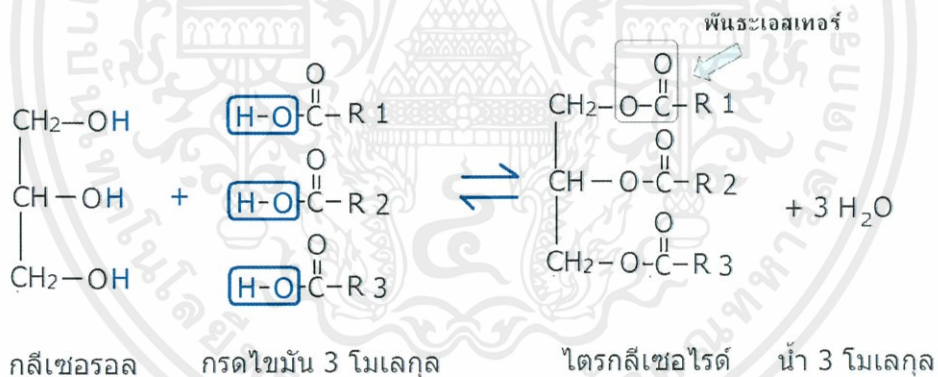 พันธะเอสเทอร์
O O
CH2—OH H-O-C-R 1 CH2-O-C-R 1
O O
CH-OH + H-O-C-R 2 ⇌ CH-O-C-R2 + 3 H2O
O O
CH2-OH H-O-C-R 3 CH2-O-C-R 3
กลีเซอรอล กรดไขมัน 3 โมเลกุล ไตรกลีเซอไรด์ น้ำ 3 โมเลกุล